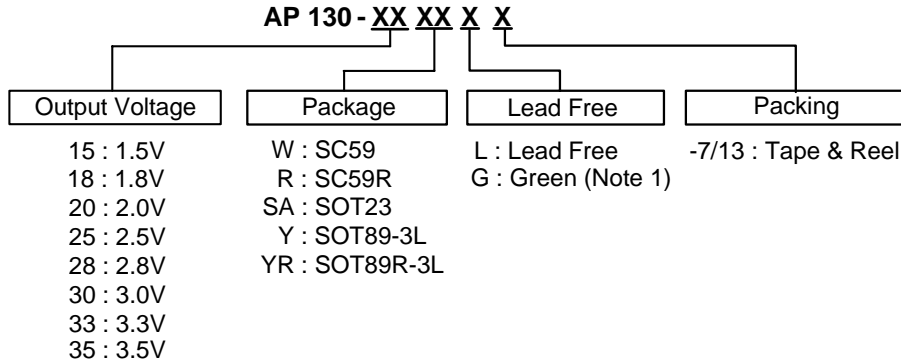 AP 130 - XX XX X X
Output Voltage
15 : 1.5V
18 : 1.8V
20 : 2.0V
25 : 2.5V
28 : 2.8V
30 : 3.0V
33 : 3.3V
35 : 3.5V
Package
W : SC59
R : SC59R
SA : SOT23
Y : SOT89-3L
YR : SOT89R-3L
Lead Free
L : Lead Free
G : Green (Note 1)
Packing
-7/13 : Tape & Reel